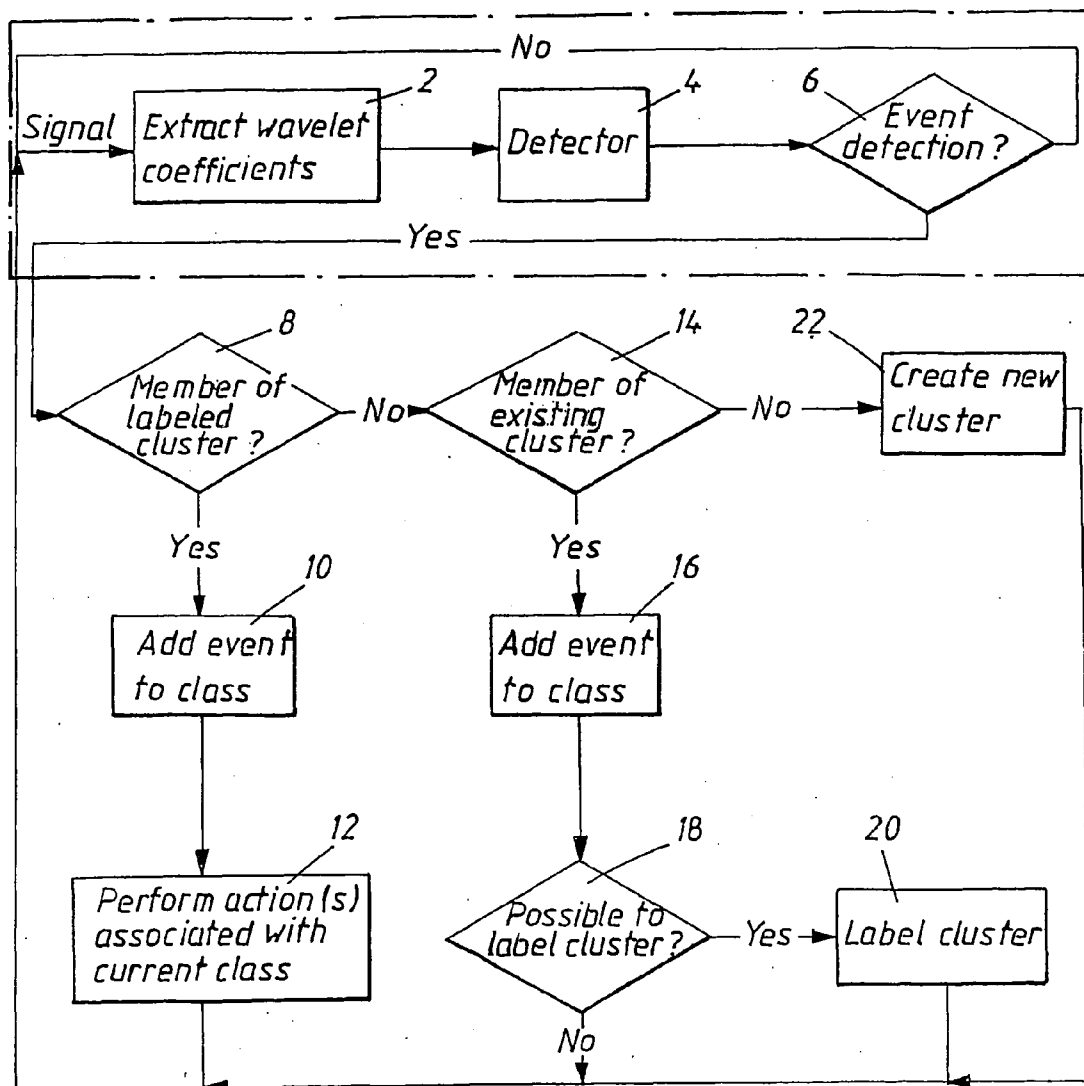 No
2
4
6
Signal
Extract wavelet
coefficients
Detector
Event
detection?
Yes
8
14
22
Member of
labeled
cluster?
No
Member of
existing
cluster?
No
Create new
cluster
Yes
Yes
10
16
Add event
to class
Add event
to class
12
18
20
Perform action(s)
associated with
current class
Possible to
label cluster?
Yes
Label cluster
No